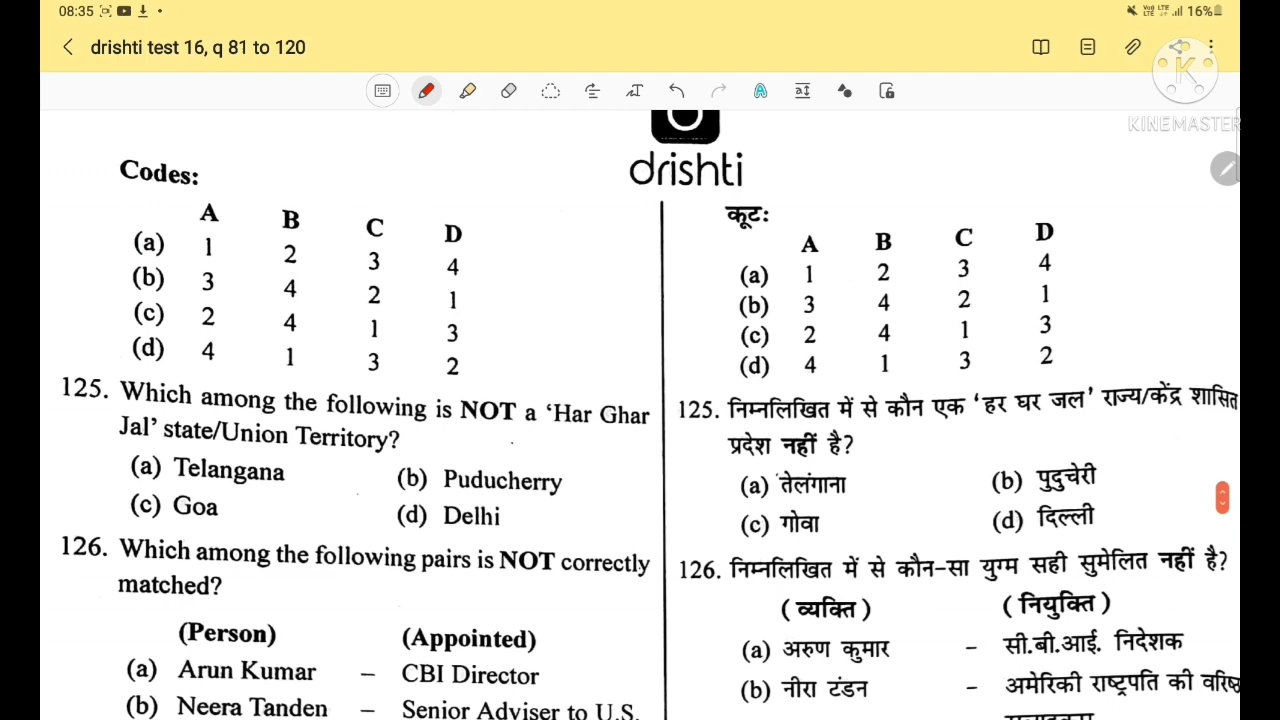 08:35
16%
drishti test 16, q 81 to 120
K
KINEMASTER
drishti
Codes:
A B C D
(a) 1 2 3 4
(b) 3 4 2 1
(c) 2 4 1 3
(d) 4 1 3 2
125. Which among the following is NOT a ‘Har Ghar
Jal’ state/Union Territory?
(a) Telangana (b) Puducherry
(c) Goa (d) Delhi
126. Which among the following pairs is NOT correctly
matched?
(Person) (Appointed)
(a) Arun Kumar – CBI Director
(b) Neera Tanden – Senior Adviser to U.S.
कूटः
A B C D
(a) 1 2 3 4
(b) 3 4 2 1
(c) 2 4 1 3
(d) 4 1 3 2
125. निम्नलिखित में से कौन एक ‘हर घर जल’ राज्य/केंद्र शासित
प्रदेश नहीं है?
(a) तेलंगाना (b) पुदुचेरी
(c) गोवा (d) दिल्ली
126. निम्नलिखित में से कौन-सा युग्म सही सुमेलित नहीं है?
(व्यक्ति) (नियुक्ति)
(a) अरुण कुमार – सी.बी.आई. निदेशक
(b) नीरा टंडन – अमेरिकी राष्ट्रपति की वरिष्ठ